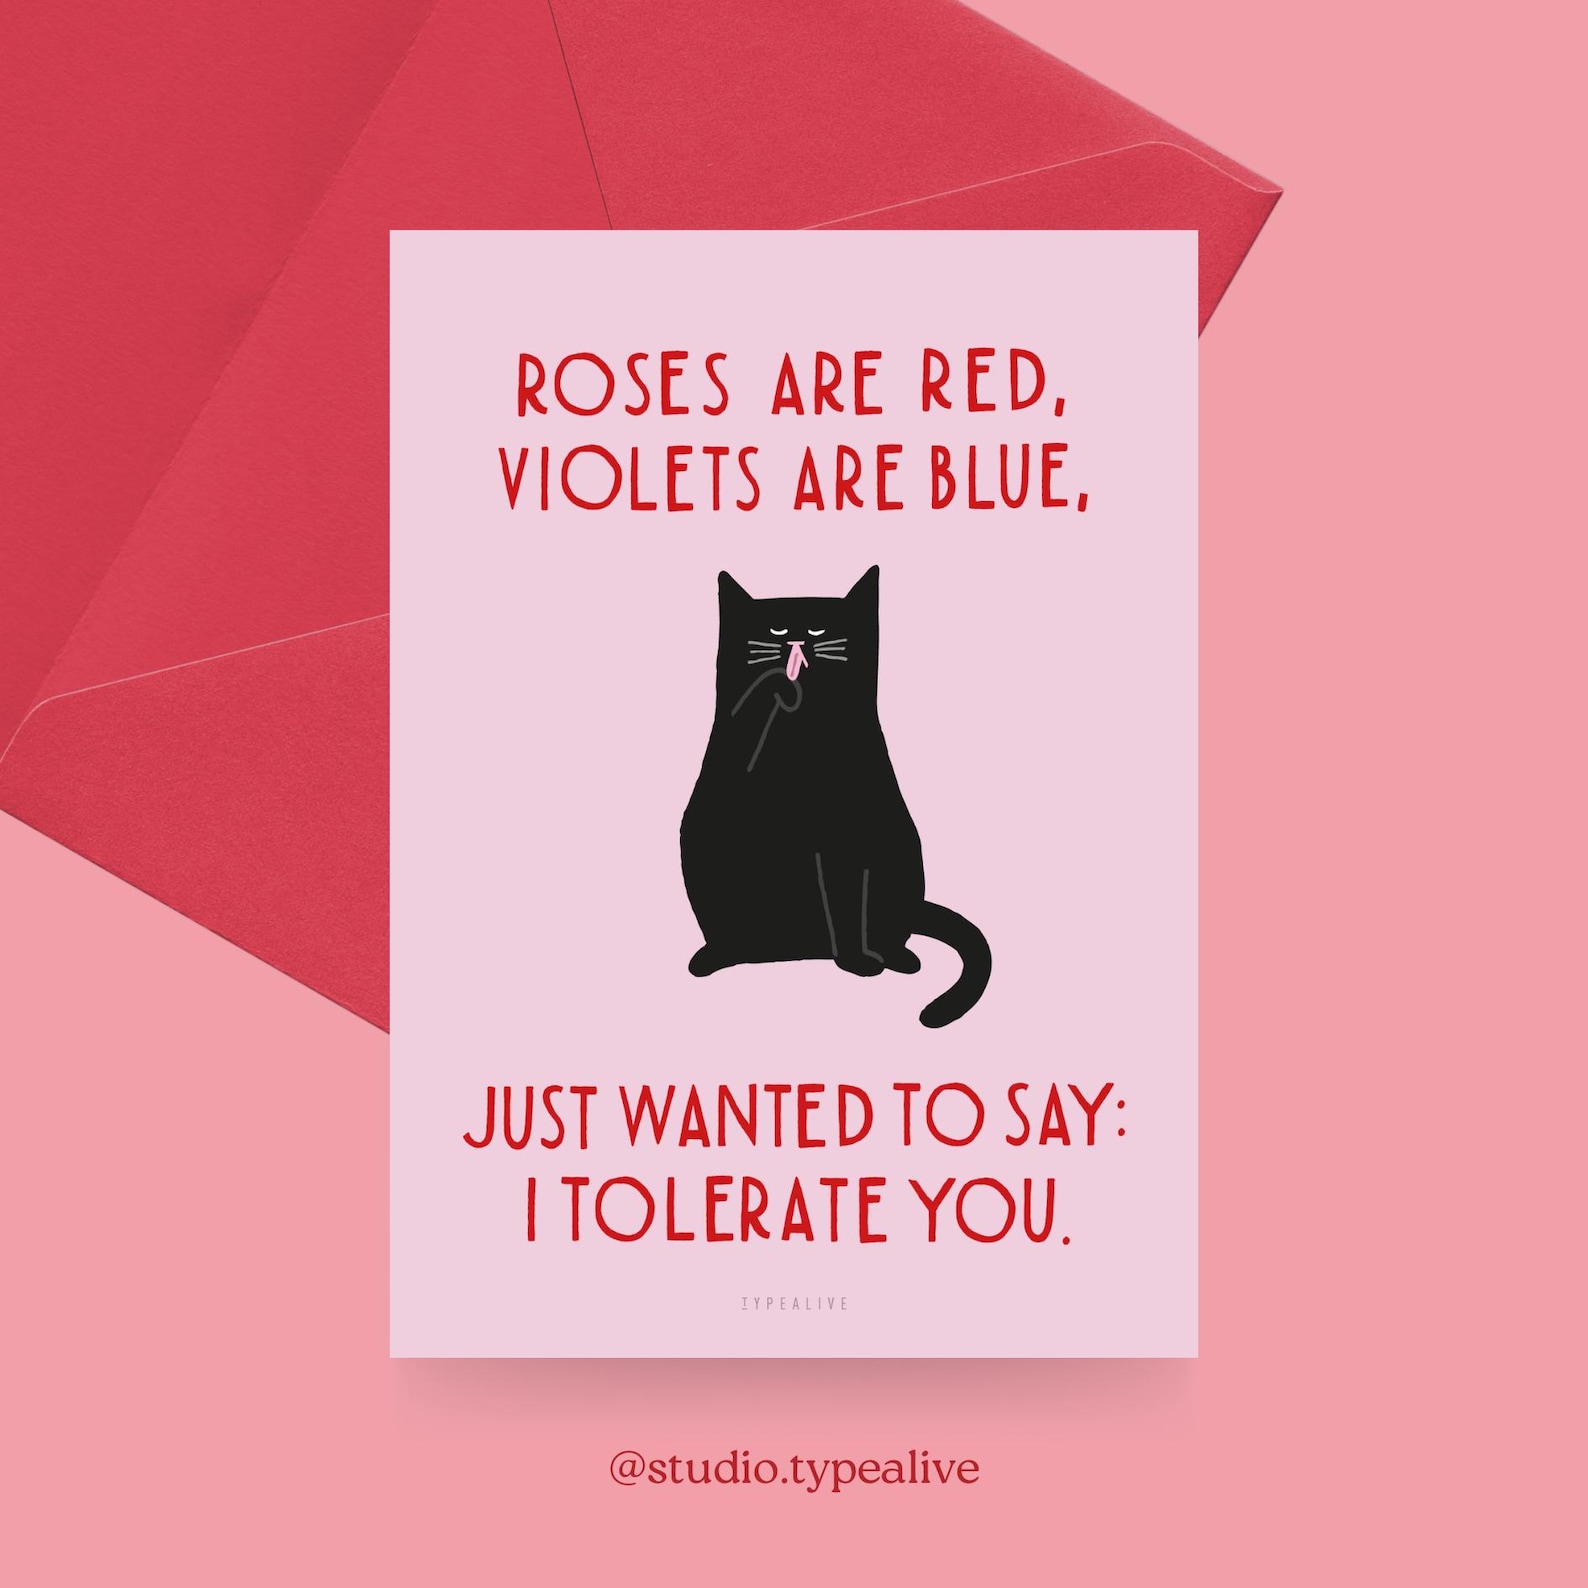 ROSES ARE RED,
VIOLETS ARE BLUE,
JUST WANTED TO SAY:
I TOLERATE YOU.
TYPEALIVE
@studio.typealive